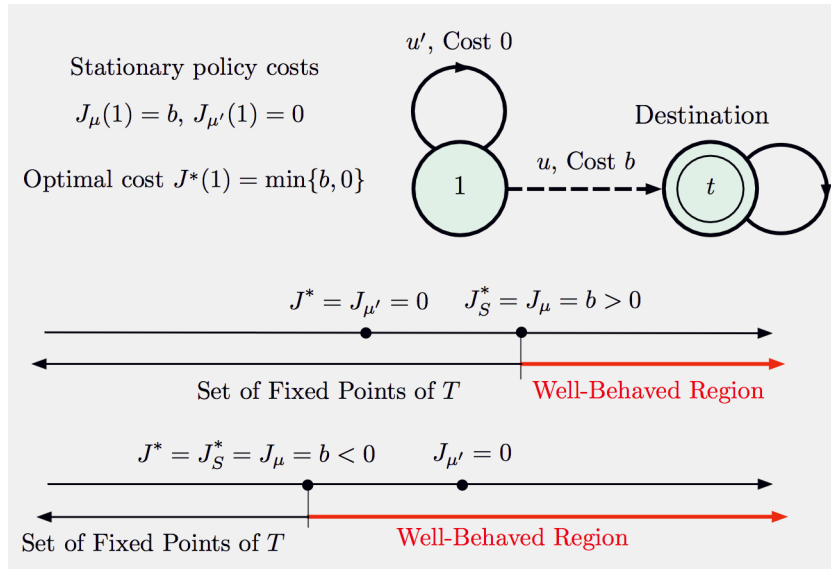 Stationary policy costs
J_μ(1) = b, J_μ′(1) = 0
Optimal cost J*(1) = min{b, 0}
u′, Cost 0
Destination
u, Cost b
1
t
J* = J_μ′ = 0
J*_S = J_μ = b > 0
Set of Fixed Points of T
Well-Behaved Region
J* = J*_S = J_μ = b < 0
J_μ′ = 0
Set of Fixed Points of T
Well-Behaved Region